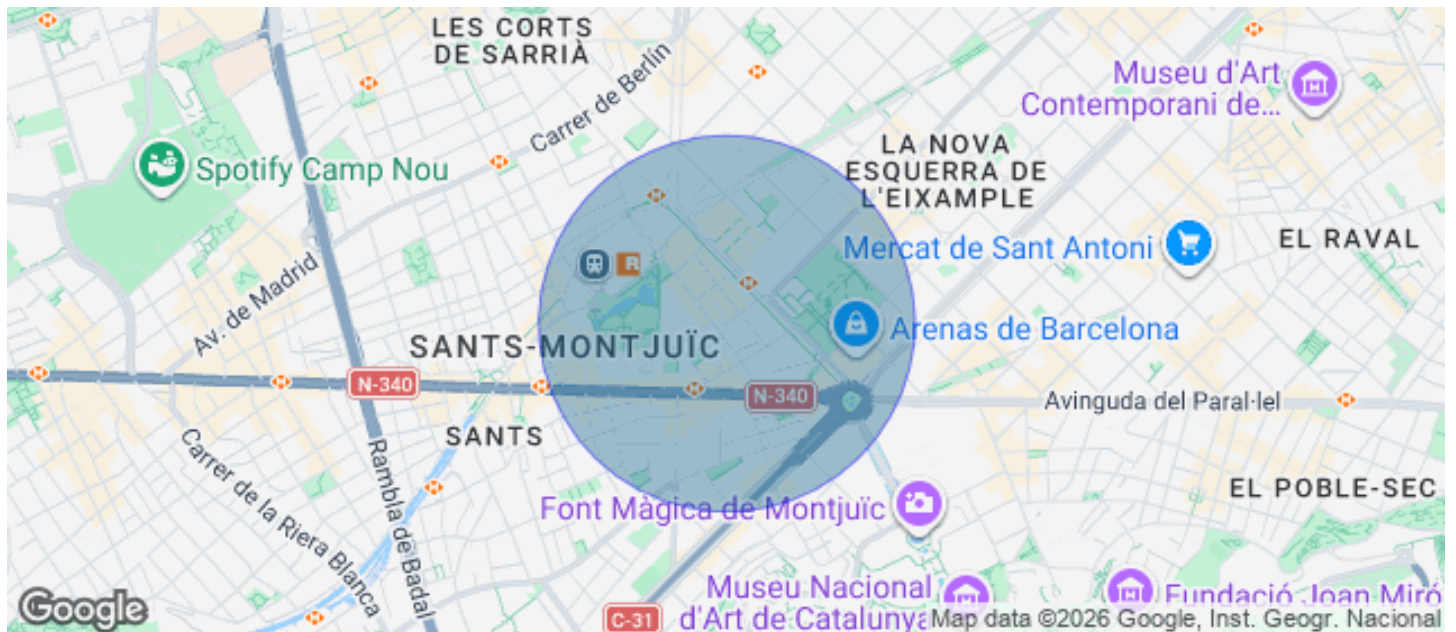 LES CORTS
DE SARRIÀ
Carrer de Berlín
Museu d'Art
Contemporani de...
Spotify Camp Nou
LA NOVA
ESQUERRA DE
L'EIXAMPLE
Mercat de Sant Antoni
EL RAVAL
R
Av. de Madrid
Arenas de Barcelona
SANTS-MONTJUÏC
N-340
N-340
Avinguda del Paral·lel
SANTS
Rambla de Badal
Carrer de la Riera Blanca
EL POBLE-SEC
Font Màgica de Montjuïc
Museu Nacional
d'Art de Catalunya
Fundació Joan Miró
C-31
Google
Map data ©2026 Google, Inst. Geogr. Nacional